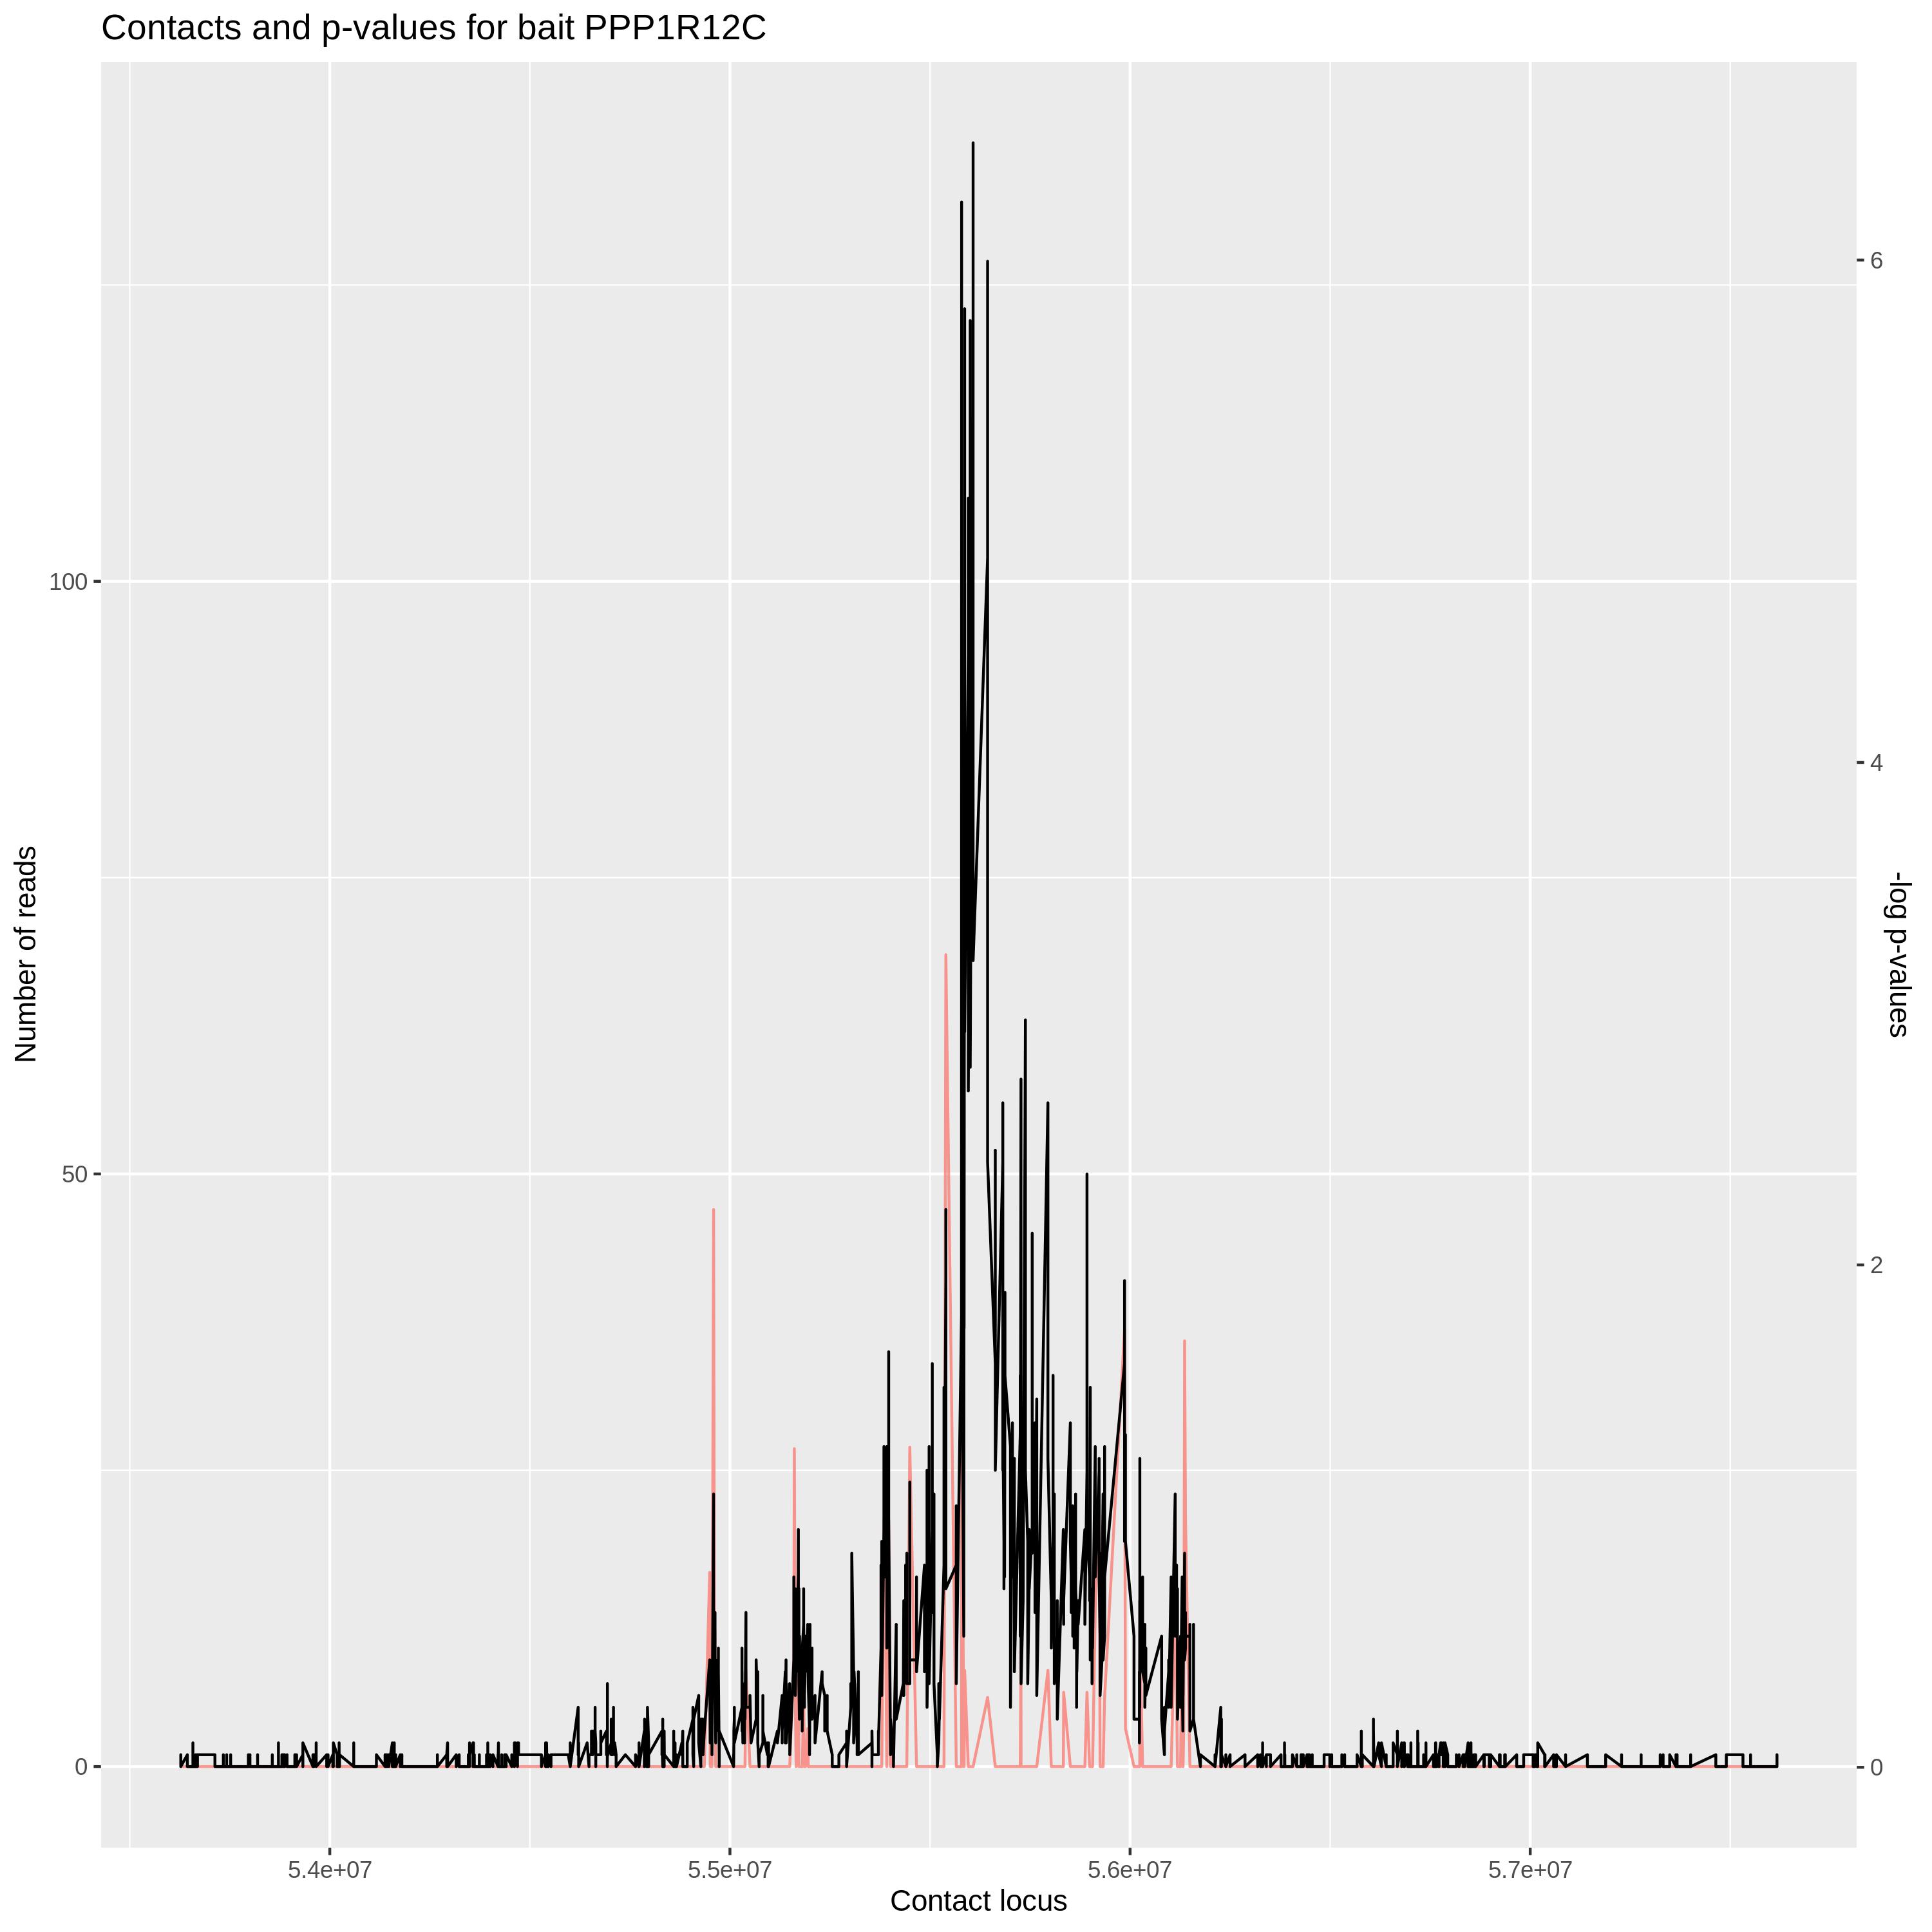 Contacts and p-values for bait PPP1R12C
Number of reads
100
50
0
6
4
2
0
-log p-values
5.4e+07
5.5e+07
5.6e+07
5.7e+07
Contact locus